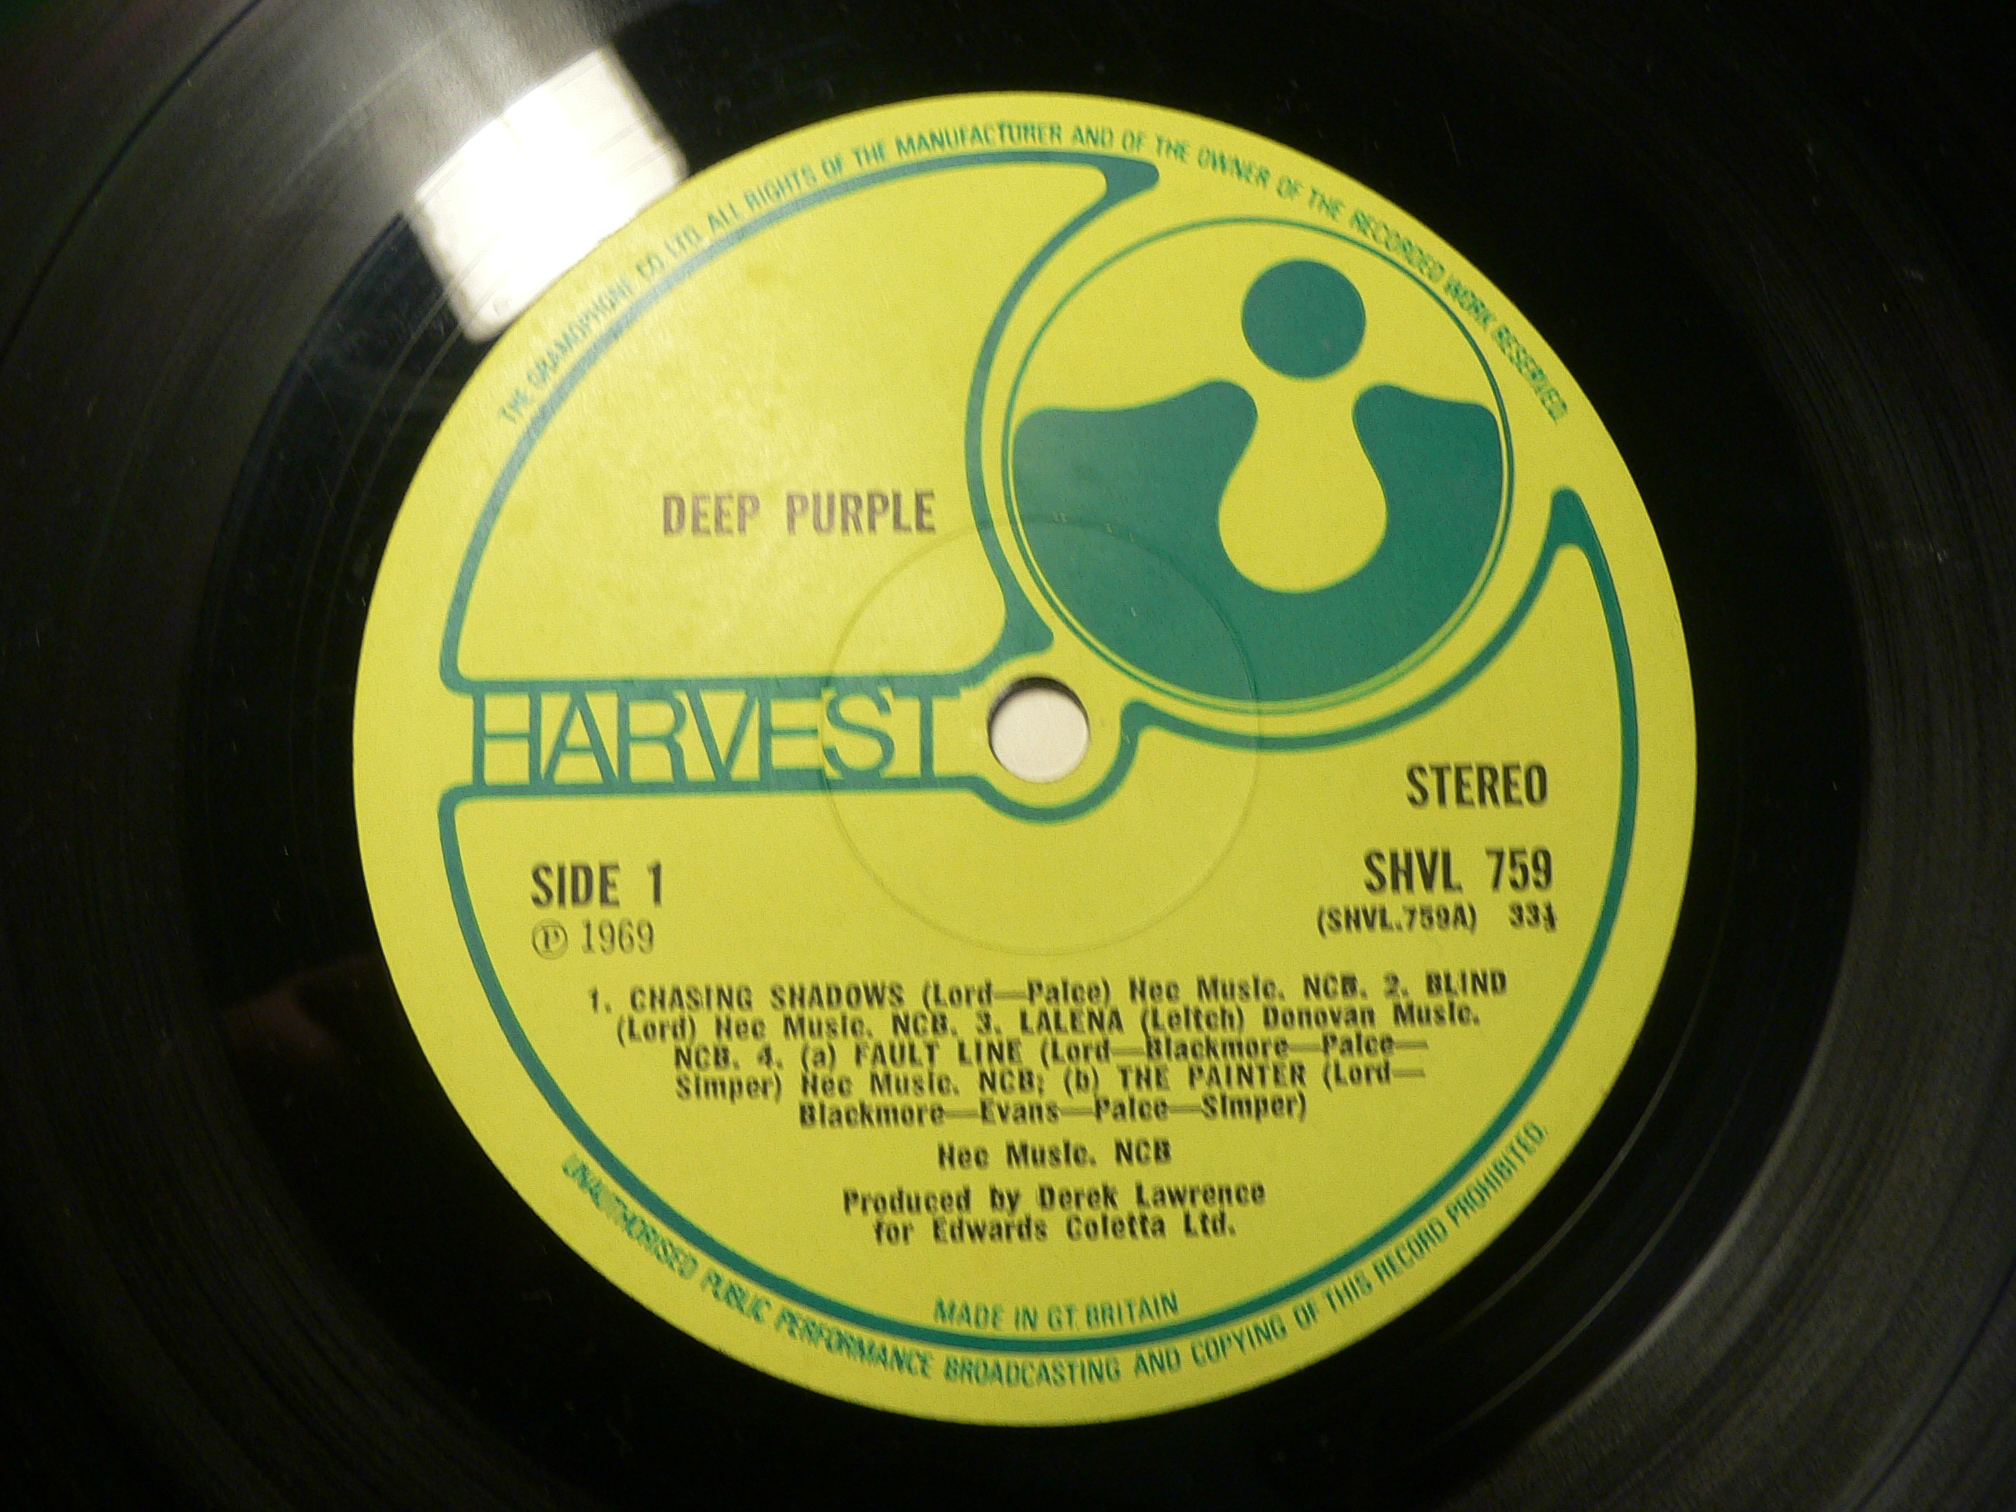 THE GRAMOPHONE CO. LTD. ALL RIGHTS OF THE MANUFACTURER AND OF THE OWNER OF THE RECORDED WORK RESERVED.
DEEP PURPLE
HARVEST
STEREO
SIDE 1
SHVL 759
℗ 1969
(SHVL.759A) 33⅓
1. CHASING SHADOWS (Lord—Paice) Hec Music. NCB. 2. BLIND
(Lord) Hec Music. NCB. 3. LALENA (Leitch) Donovan Music.
NCB. 4. (a) FAULT LINE (Lord—Blackmore—Paice—
Simper) Hec Music. NCB; (b) THE PAINTER (Lord—
Blackmore—Evans—Paice—Simper)
Hec Music. NCB
Produced by Derek Lawrence
for Edwards Coletta Ltd.
MADE IN GT. BRITAIN
UNAUTHORISED PUBLIC PERFORMANCE BROADCASTING AND COPYING OF THIS RECORD PROHIBITED.